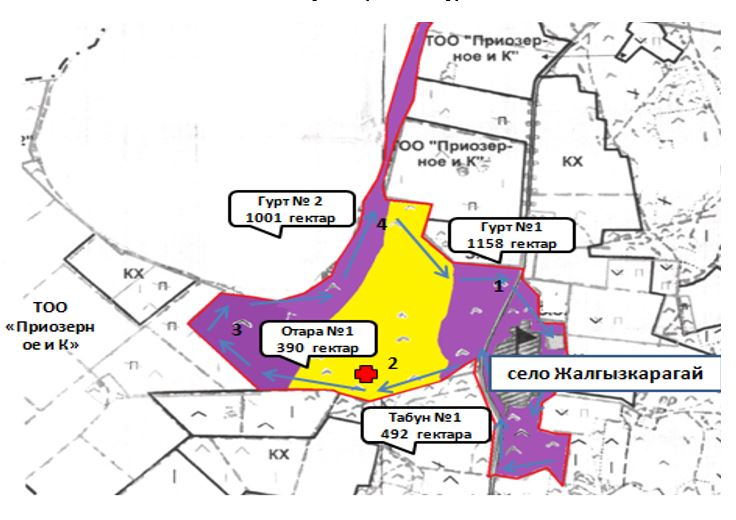 ТОО "Приозер-
ное и К"
п
ТОО "Приозер-
ное и К"
КХ
Гурт № 2
1001 гектар
4
Гурт №1
1158 гектар
1
КХ
ТОО
«Приозерн
ое и К»
3
Отара №1
390 гектар
2
село Жалгызкарагай
Табун №1
492 гектара
КХ